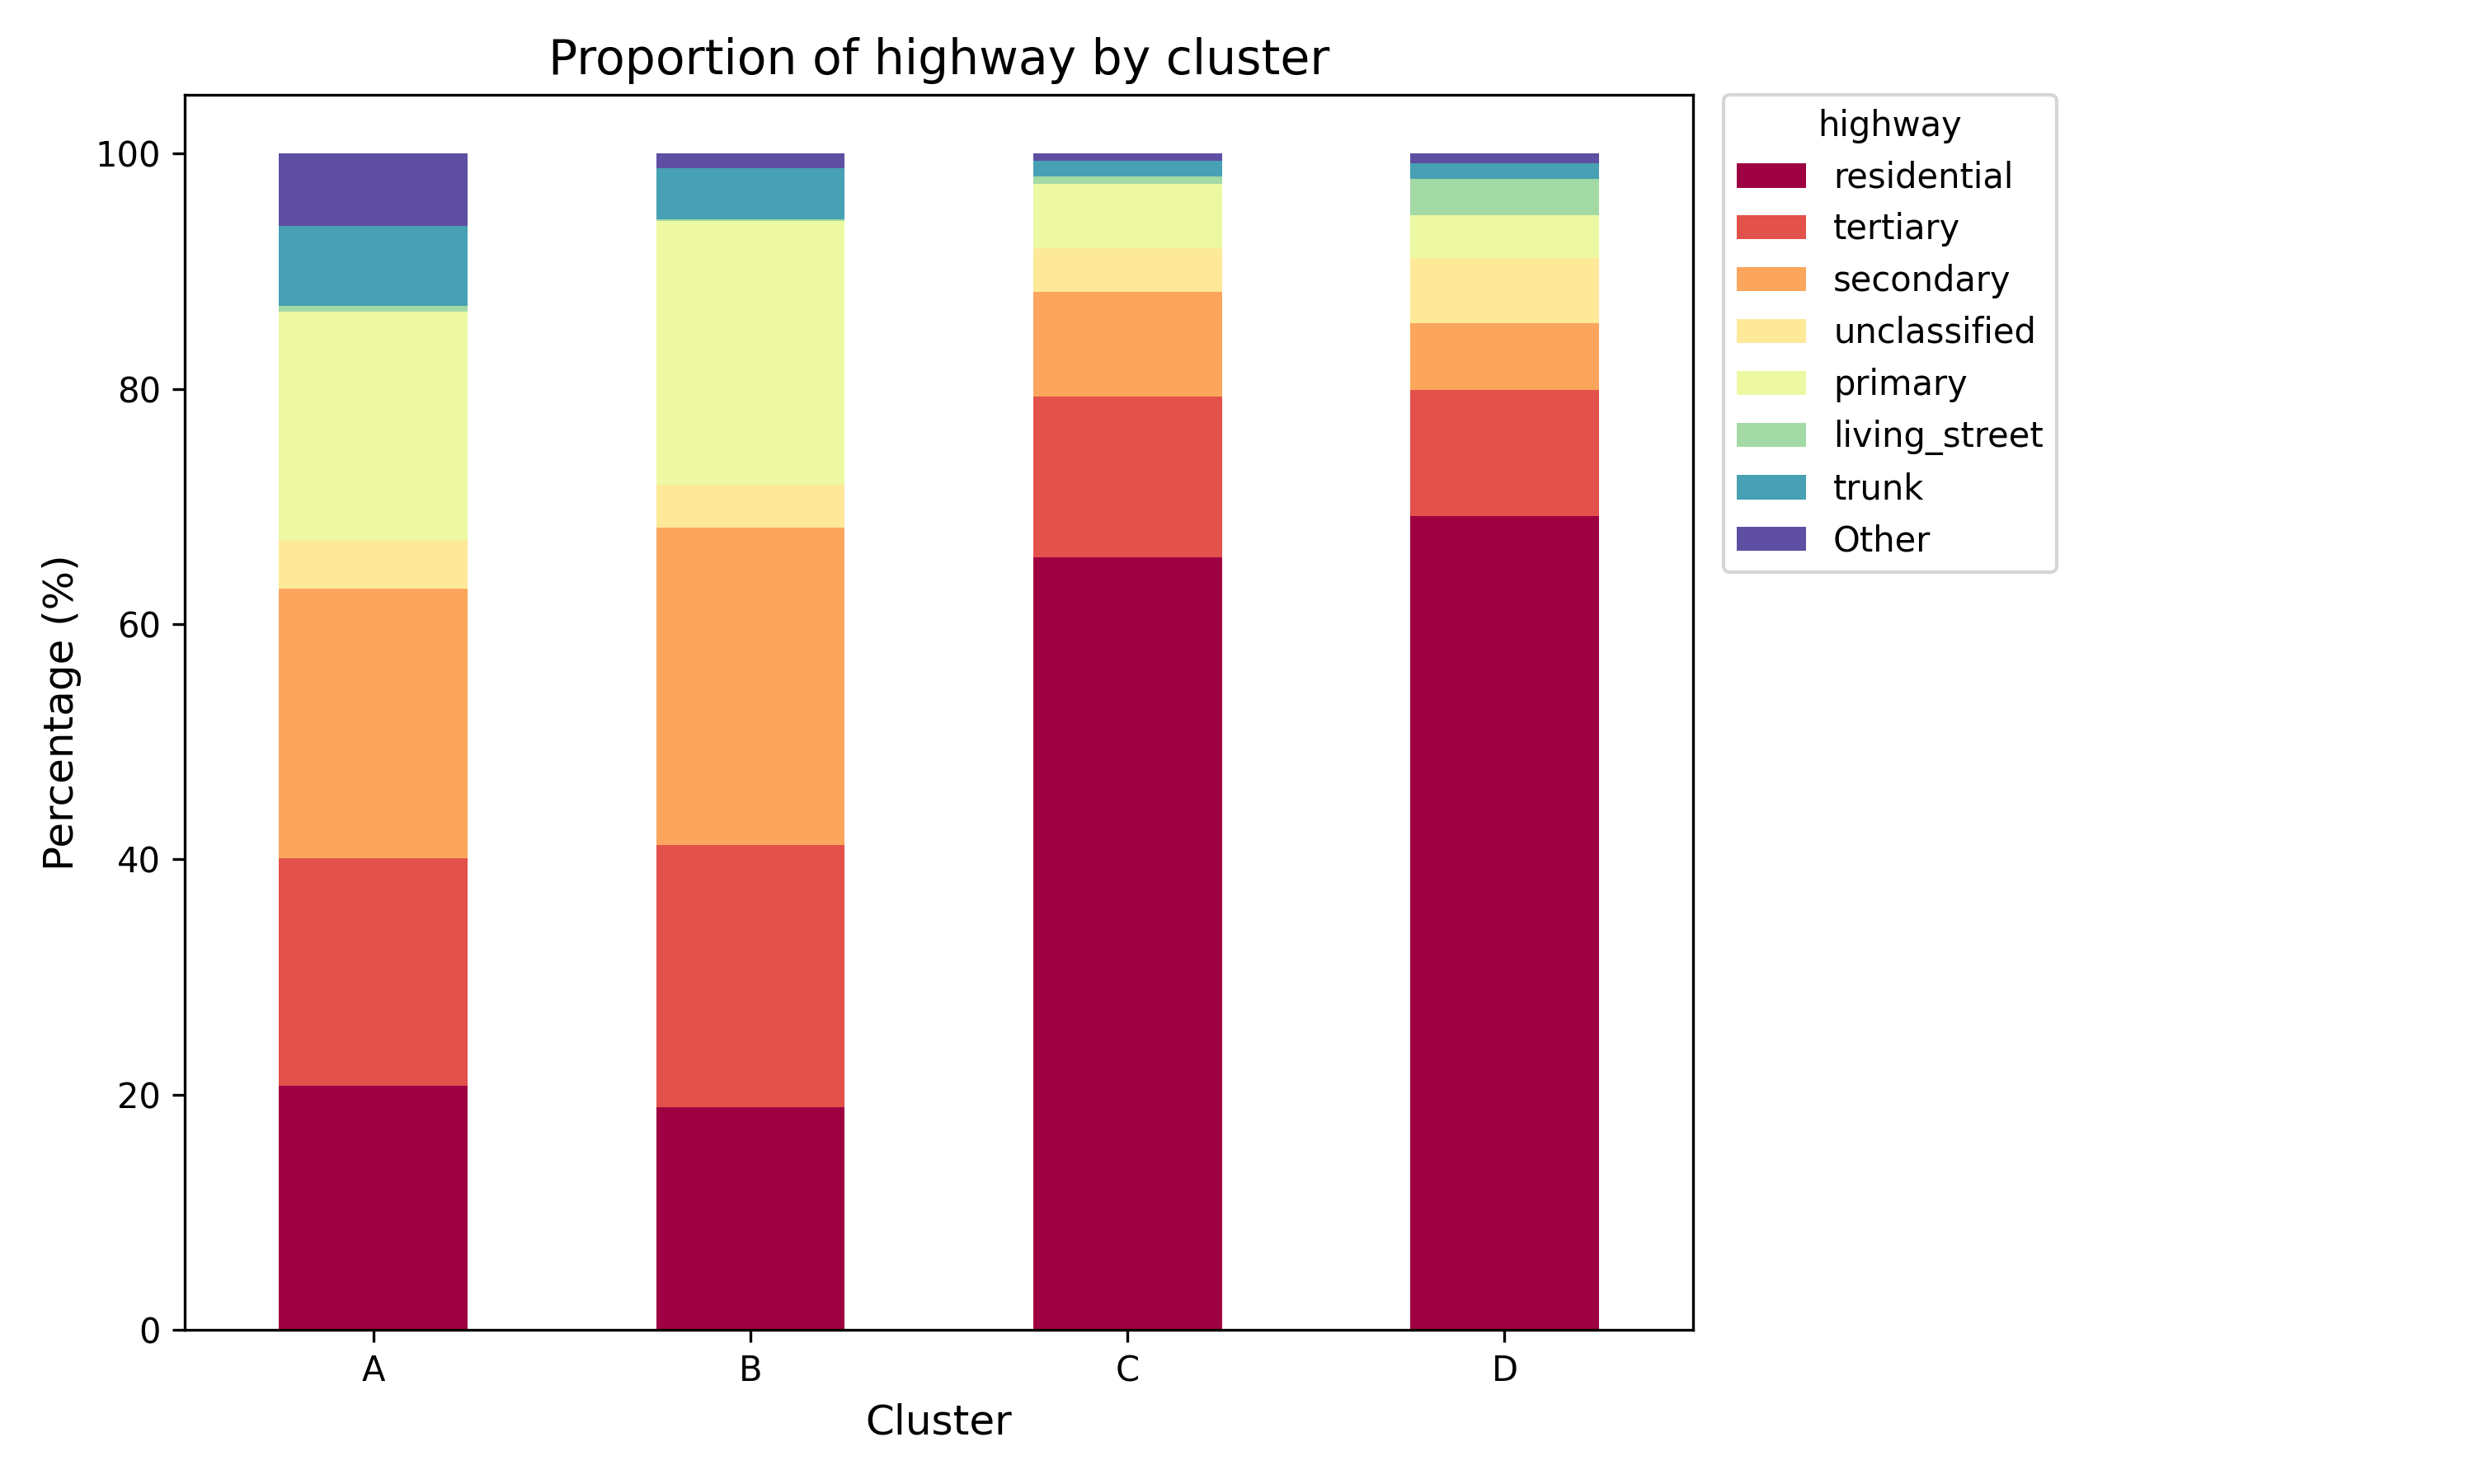 Proportion of highway by cluster
Percentage (%)
100
80
60
40
20
0
A
B
C
D
Cluster
highway
residential
tertiary
secondary
unclassified
primary
living_street
trunk
Other